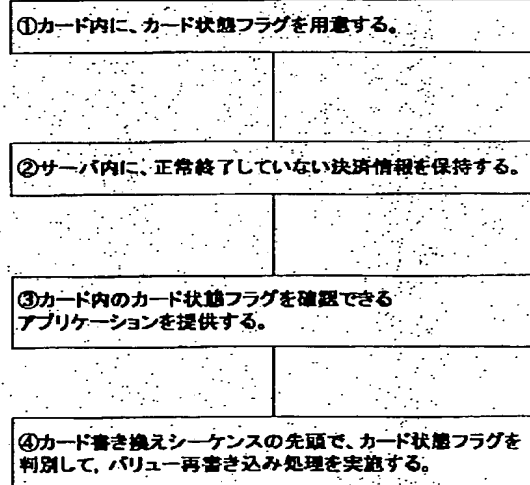 ①カード内に、カード状態フラグを用意する。
②サーバ内に、正常終了していない決済情報を保持する。
③カード内のカード状態フラグを確認できる
アプリケーションを提供する。
④カード書き換えシーケンスの先頭で、カード状態フラグを
判別して、バリュー再書き込み処理を実施する。